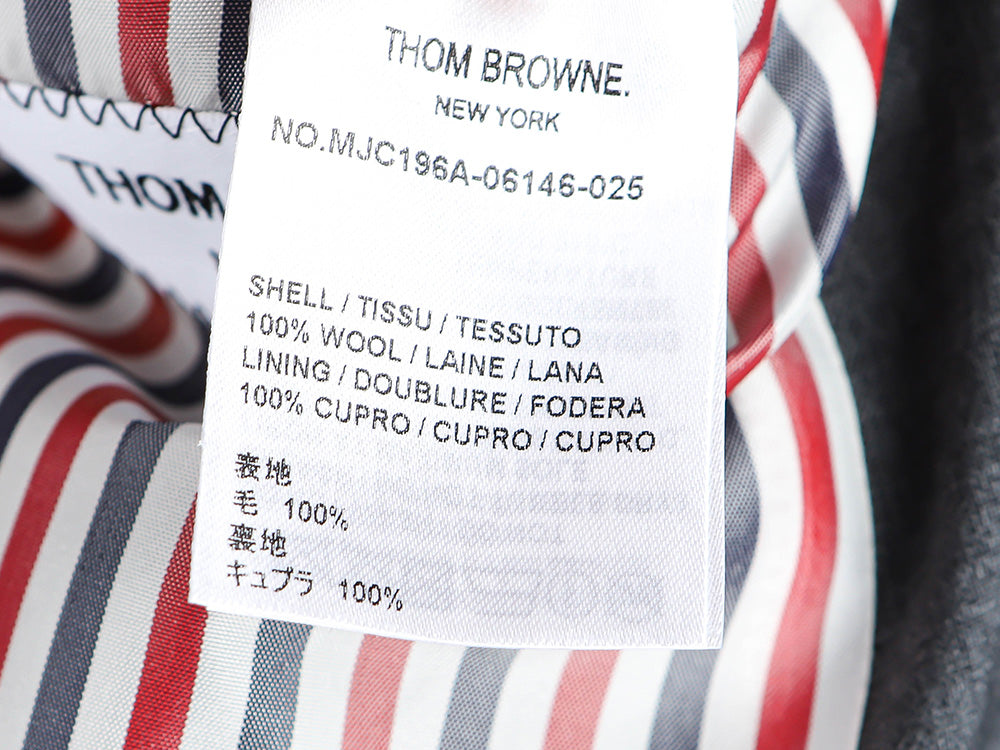 THOM BROWNE.
NEW YORK
NO.MJC196A-06146-025
THOM
SHELL / TISSU / TESSUTO
100% WOOL / LAINE / LANA
LINING / DOUBLURE / FODERA
100% CUPRO / CUPRO / CUPRO
表地
毛 100%
裏地
キュプラ 100%